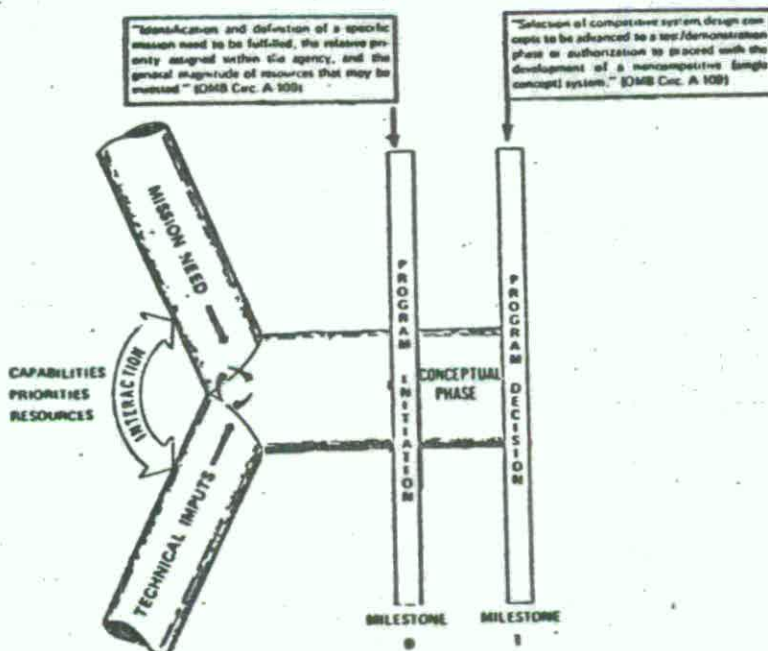 "Identification and definition of a specific
mission need to be fulfilled, the relative pri-
ority assigned within the agency, and the
general magnitude of resources that may be
invested" (OMB Circ. A-109)
"Selection of competitive system design con-
cepts to be advanced to a test/demonstration
phase or authorization to proceed with the
development of a noncompetitive (single
concept) system." (OMB Circ. A-109)
MISSION NEED
CAPABILITIES
PRIORITIES
RESOURCES
INTERACTION
TECHNICAL IMPUTS
PROGRAM INITIATION
CONCEPTUAL
PHASE
PROGRAM DECISION
MILESTONE
0
MILESTONE
1